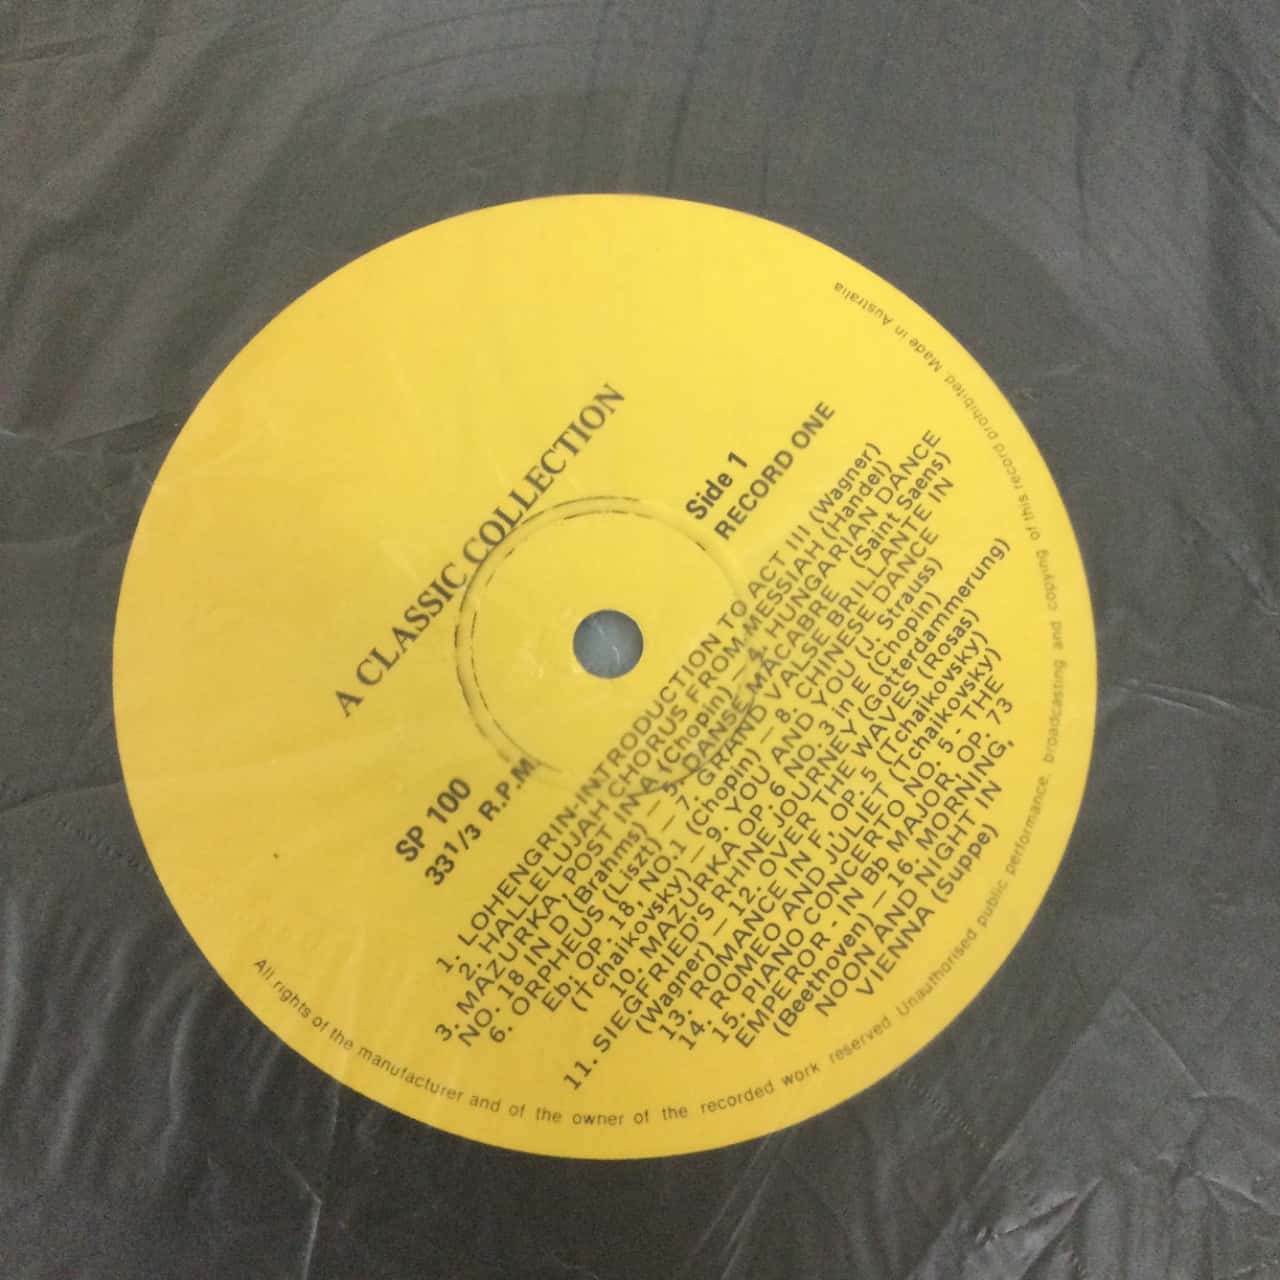 A CLASSIC COLLECTION
SP 100
33 1/3 R.P.M.
Side 1
RECORD ONE
1. LOHENGRIN-INTRODUCTION TO ACT III (Wagner)
2. HALLELUJAH CHORUS FROM MESSIAH (Handel)
3. MAZURKA POST IN A (Chopin) — 4. HUNGARIAN DANCE
NO. 18 IN D (Brahms) — 5. DANSE MACABRE (Saint Saens)
6. ORPHEUS (Liszt) — 7. GRAND VALSE BRILLANTE IN
Eb; OP. 18, NO.1 (Chopin) — 8. CHINESE DANCE
(Tchaikovsky) — 9. YOU AND YOU (J. Strauss)
10. MAZURKA OP.6 NO. 3 in E (Chopin)
11. SIEGFRIED'S RHINE JOURNEY (Gotterdammerung)
(Wagner) — 12. OVER THE WAVES (Rosas)
13. ROMANCE IN F, OP. 5 (Tchaikovsky)
14. ROMEO AND JULIET (Tchaikovsky)
15. PIANO CONCERTO NO. 5 - THE
EMPEROR - IN Bb MAJOR, OP. 73
(Beethoven) — 16. MORNING,
NOON AND NIGHT IN
VIENNA (Suppe)
All rights of the manufacturer and of the owner of the recorded work reserved. Unauthorised public performance, broadcasting and copying of this record prohibited. Made in Australia